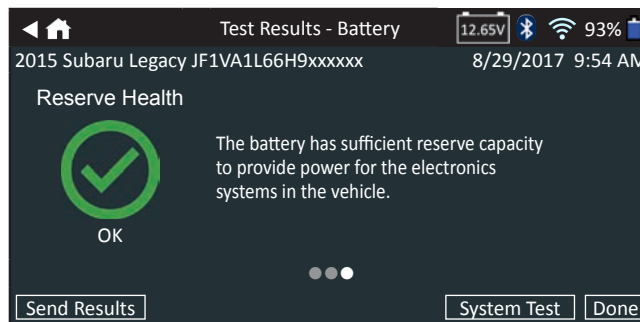 Test Results - Battery 12.65V 93%
2015 Subaru Legacy JF1VA1L66H9xxxxxx 8/29/2017 9:54 AM
Reserve Health
The battery has sufficient reserve capacity
to provide power for the electronics
systems in the vehicle.
OK
Send Results System Test Done